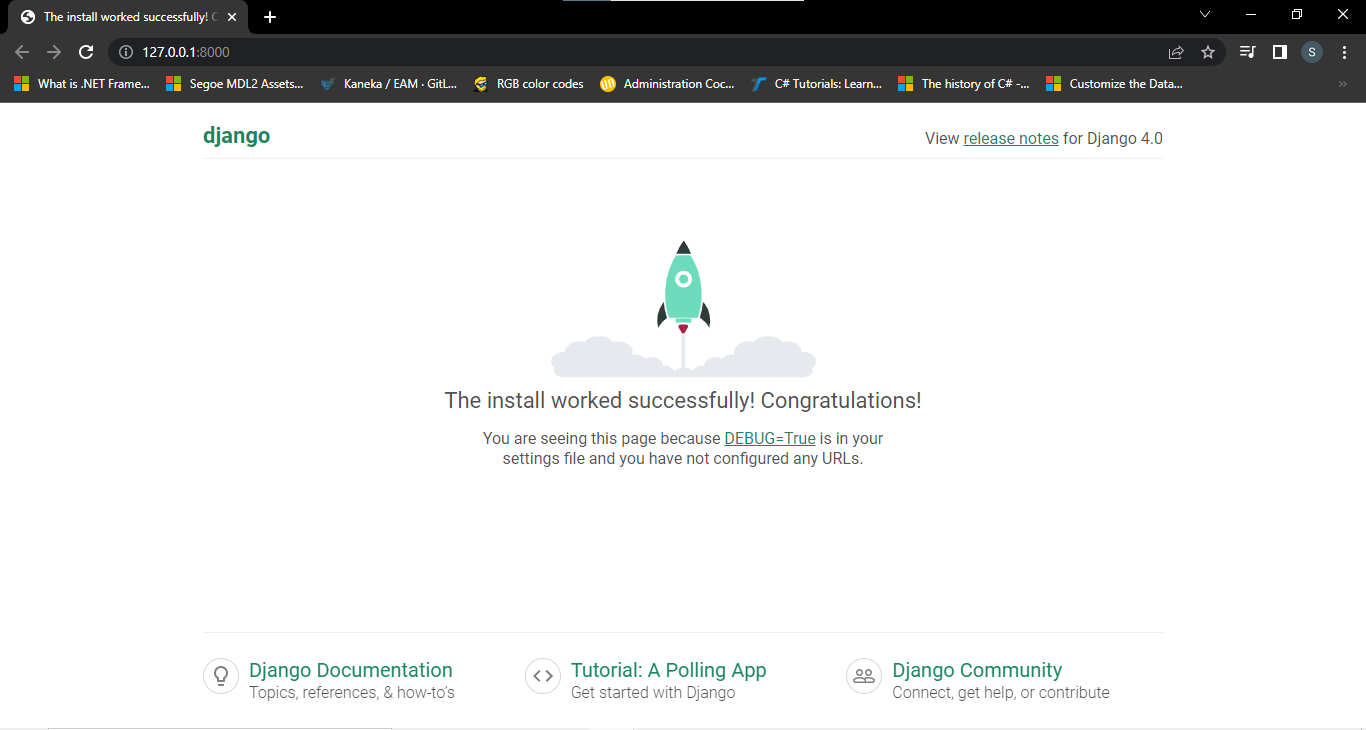 The install worked successfully! C
127.0.0.1:8000
S
What is .NET Frame...
Segoe MDL2 Assets...
Kaneka / EAM · GitL...
RGB color codes
Administration Coc...
C# Tutorials: Learn...
The history of C# -...
Customize the Data...
django
View release notes for Django 4.0
The install worked successfully! Congratulations!
You are seeing this page because DEBUG=True is in your
settings file and you have not configured any URLs.
Django Documentation
Topics, references, & how-to’s
Tutorial: A Polling App
Get started with Django
Django Community
Connect, get help, or contribute